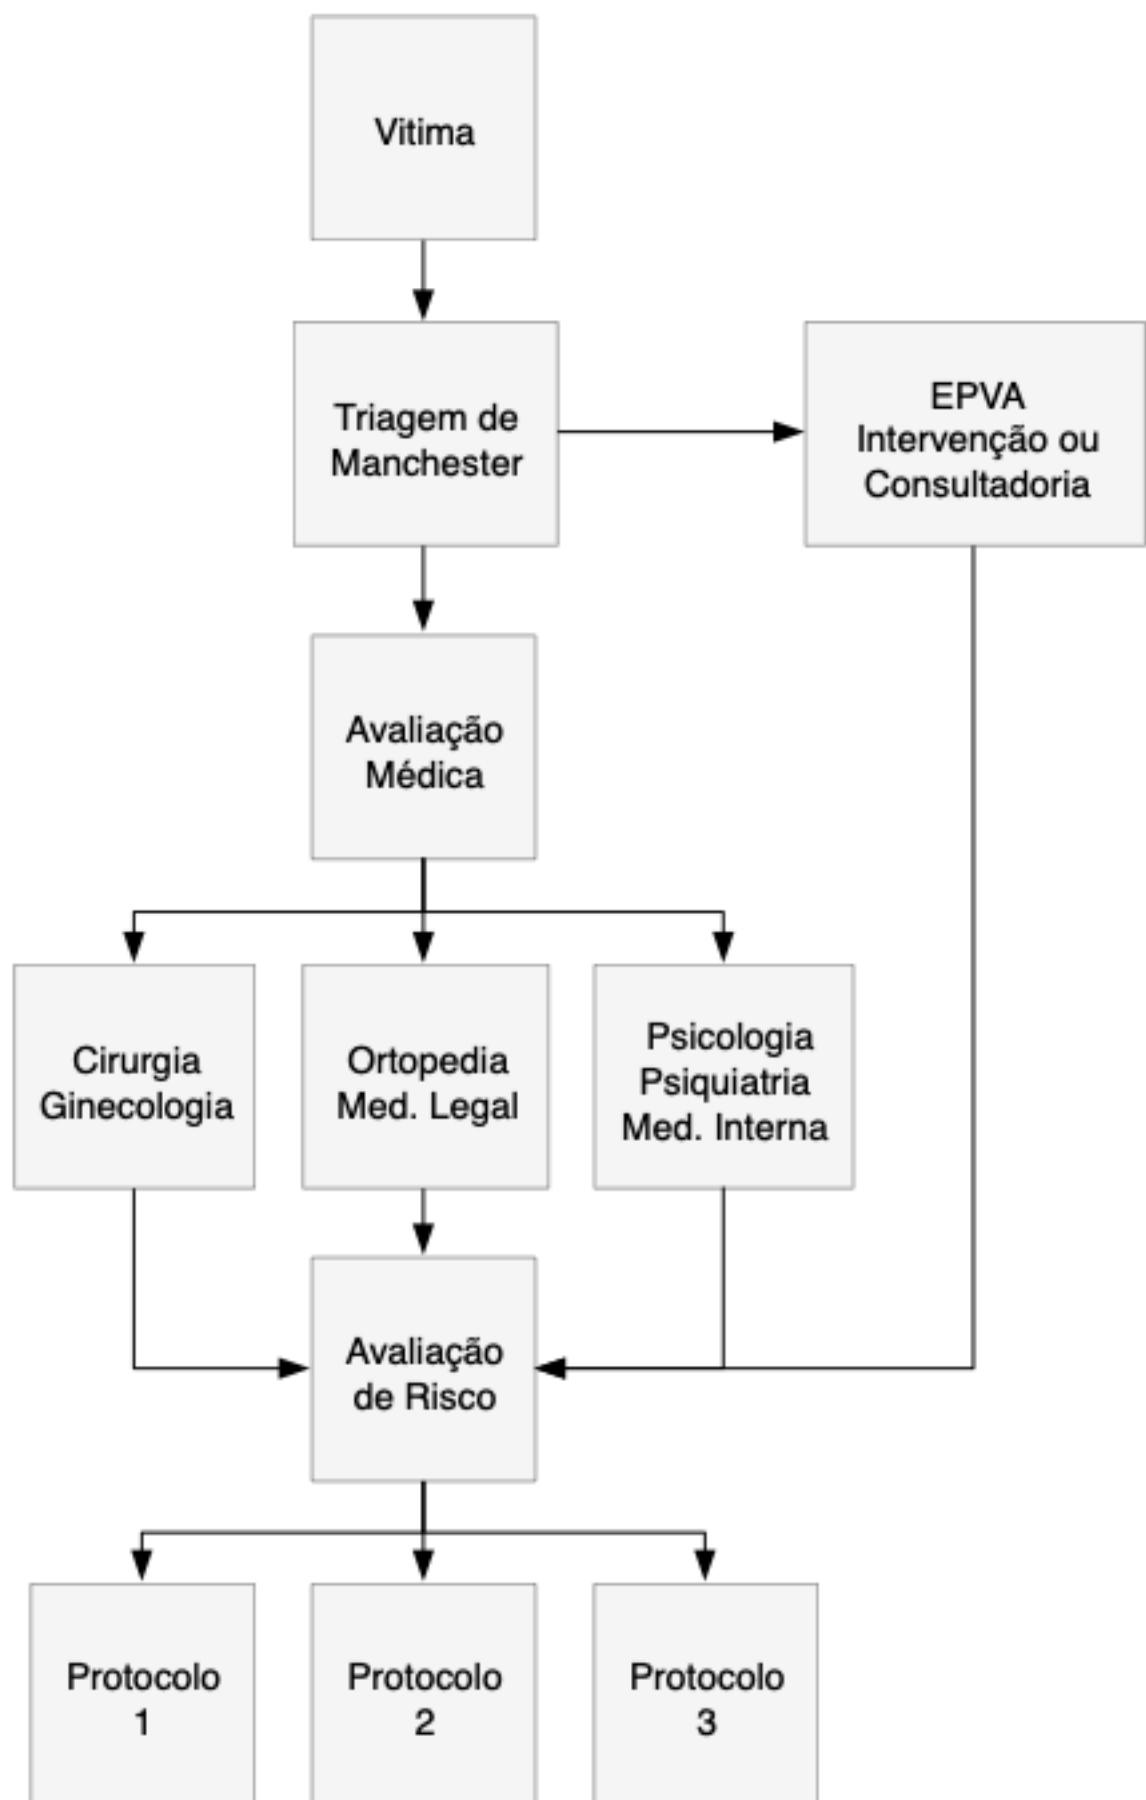 Vitima
Triagem de
Manchester
EPVA
Intervenção ou
Consultadoria
Avaliação
Médica
Cirurgia
Ginecologia
Ortopedia
Med. Legal
Psicologia
Psiquiatria
Med. Interna
Avaliação
de Risco
Protocolo
1
Protocolo
2
Protocolo
3